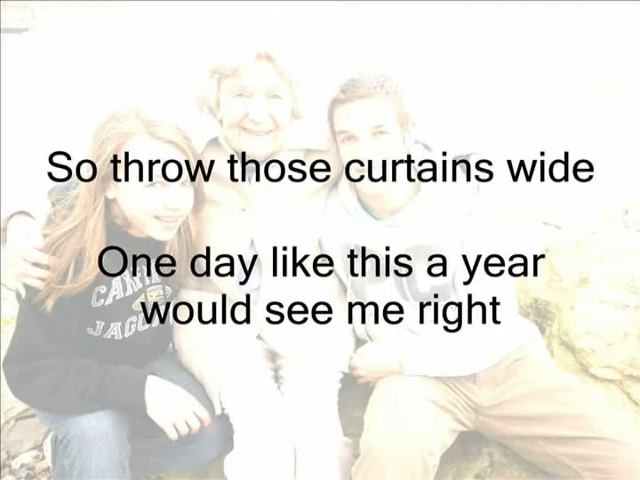 So throw those curtains wide
One day like this a year
would see me right